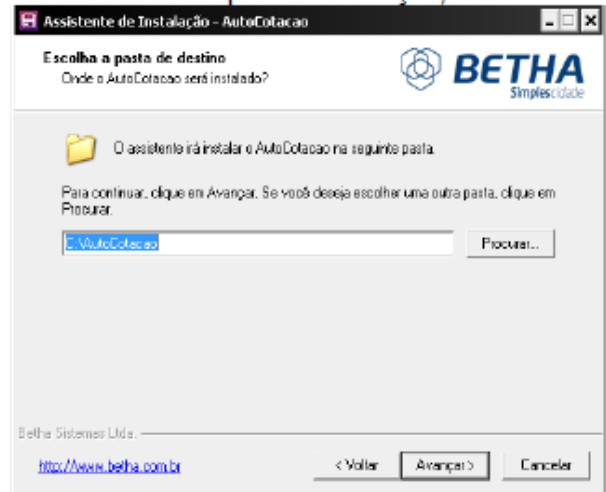 Assistente de Instalação - AutoCotacao
Escolha a pasta de destino
Onde o AutoCotacao será instalado?
BETHA
Simplescidade
O assistente irá instalar o AutoCotacao na seguinte pasta.
Para continuar, clique em Avançar. Se você deseja escolher uma outra pasta, clique em
Procurar.
C:\AutoCotacao
Procurar...
Betha Sistemas Ltda.
http://www.betha.com.br
< Voltar
Avançar >
Cancelar